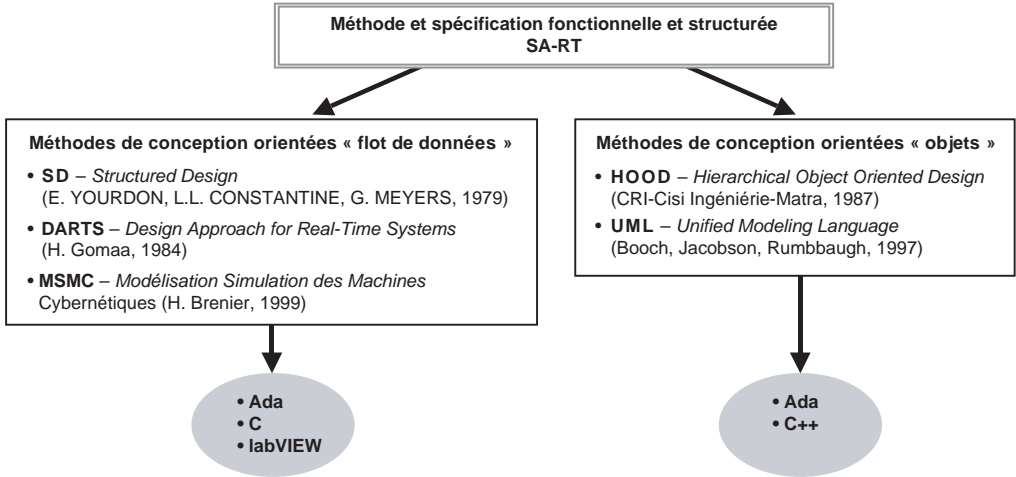 Méthode et spécification fonctionnelle et structurée
SA-RT
Méthodes de conception orientées « flot de données »
• SD – Structured Design
(E. YOURDON, L.L. CONSTANTINE, G. MEYERS, 1979)
• DARTS – Design Approach for Real-Time Systems
(H. Gomaa, 1984)
• MSMC – Modélisation Simulation des Machines
Cybernétiques (H. Brenier, 1999)
Méthodes de conception orientées « objets »
• HOOD – Hierarchical Object Oriented Design
(CRI-Cisi Ingéniérie-Matra, 1987)
• UML – Unified Modeling Language
(Booch, Jacobson, Rumbbaugh, 1997)
• Ada
• C
• labVIEW
• Ada
• C++